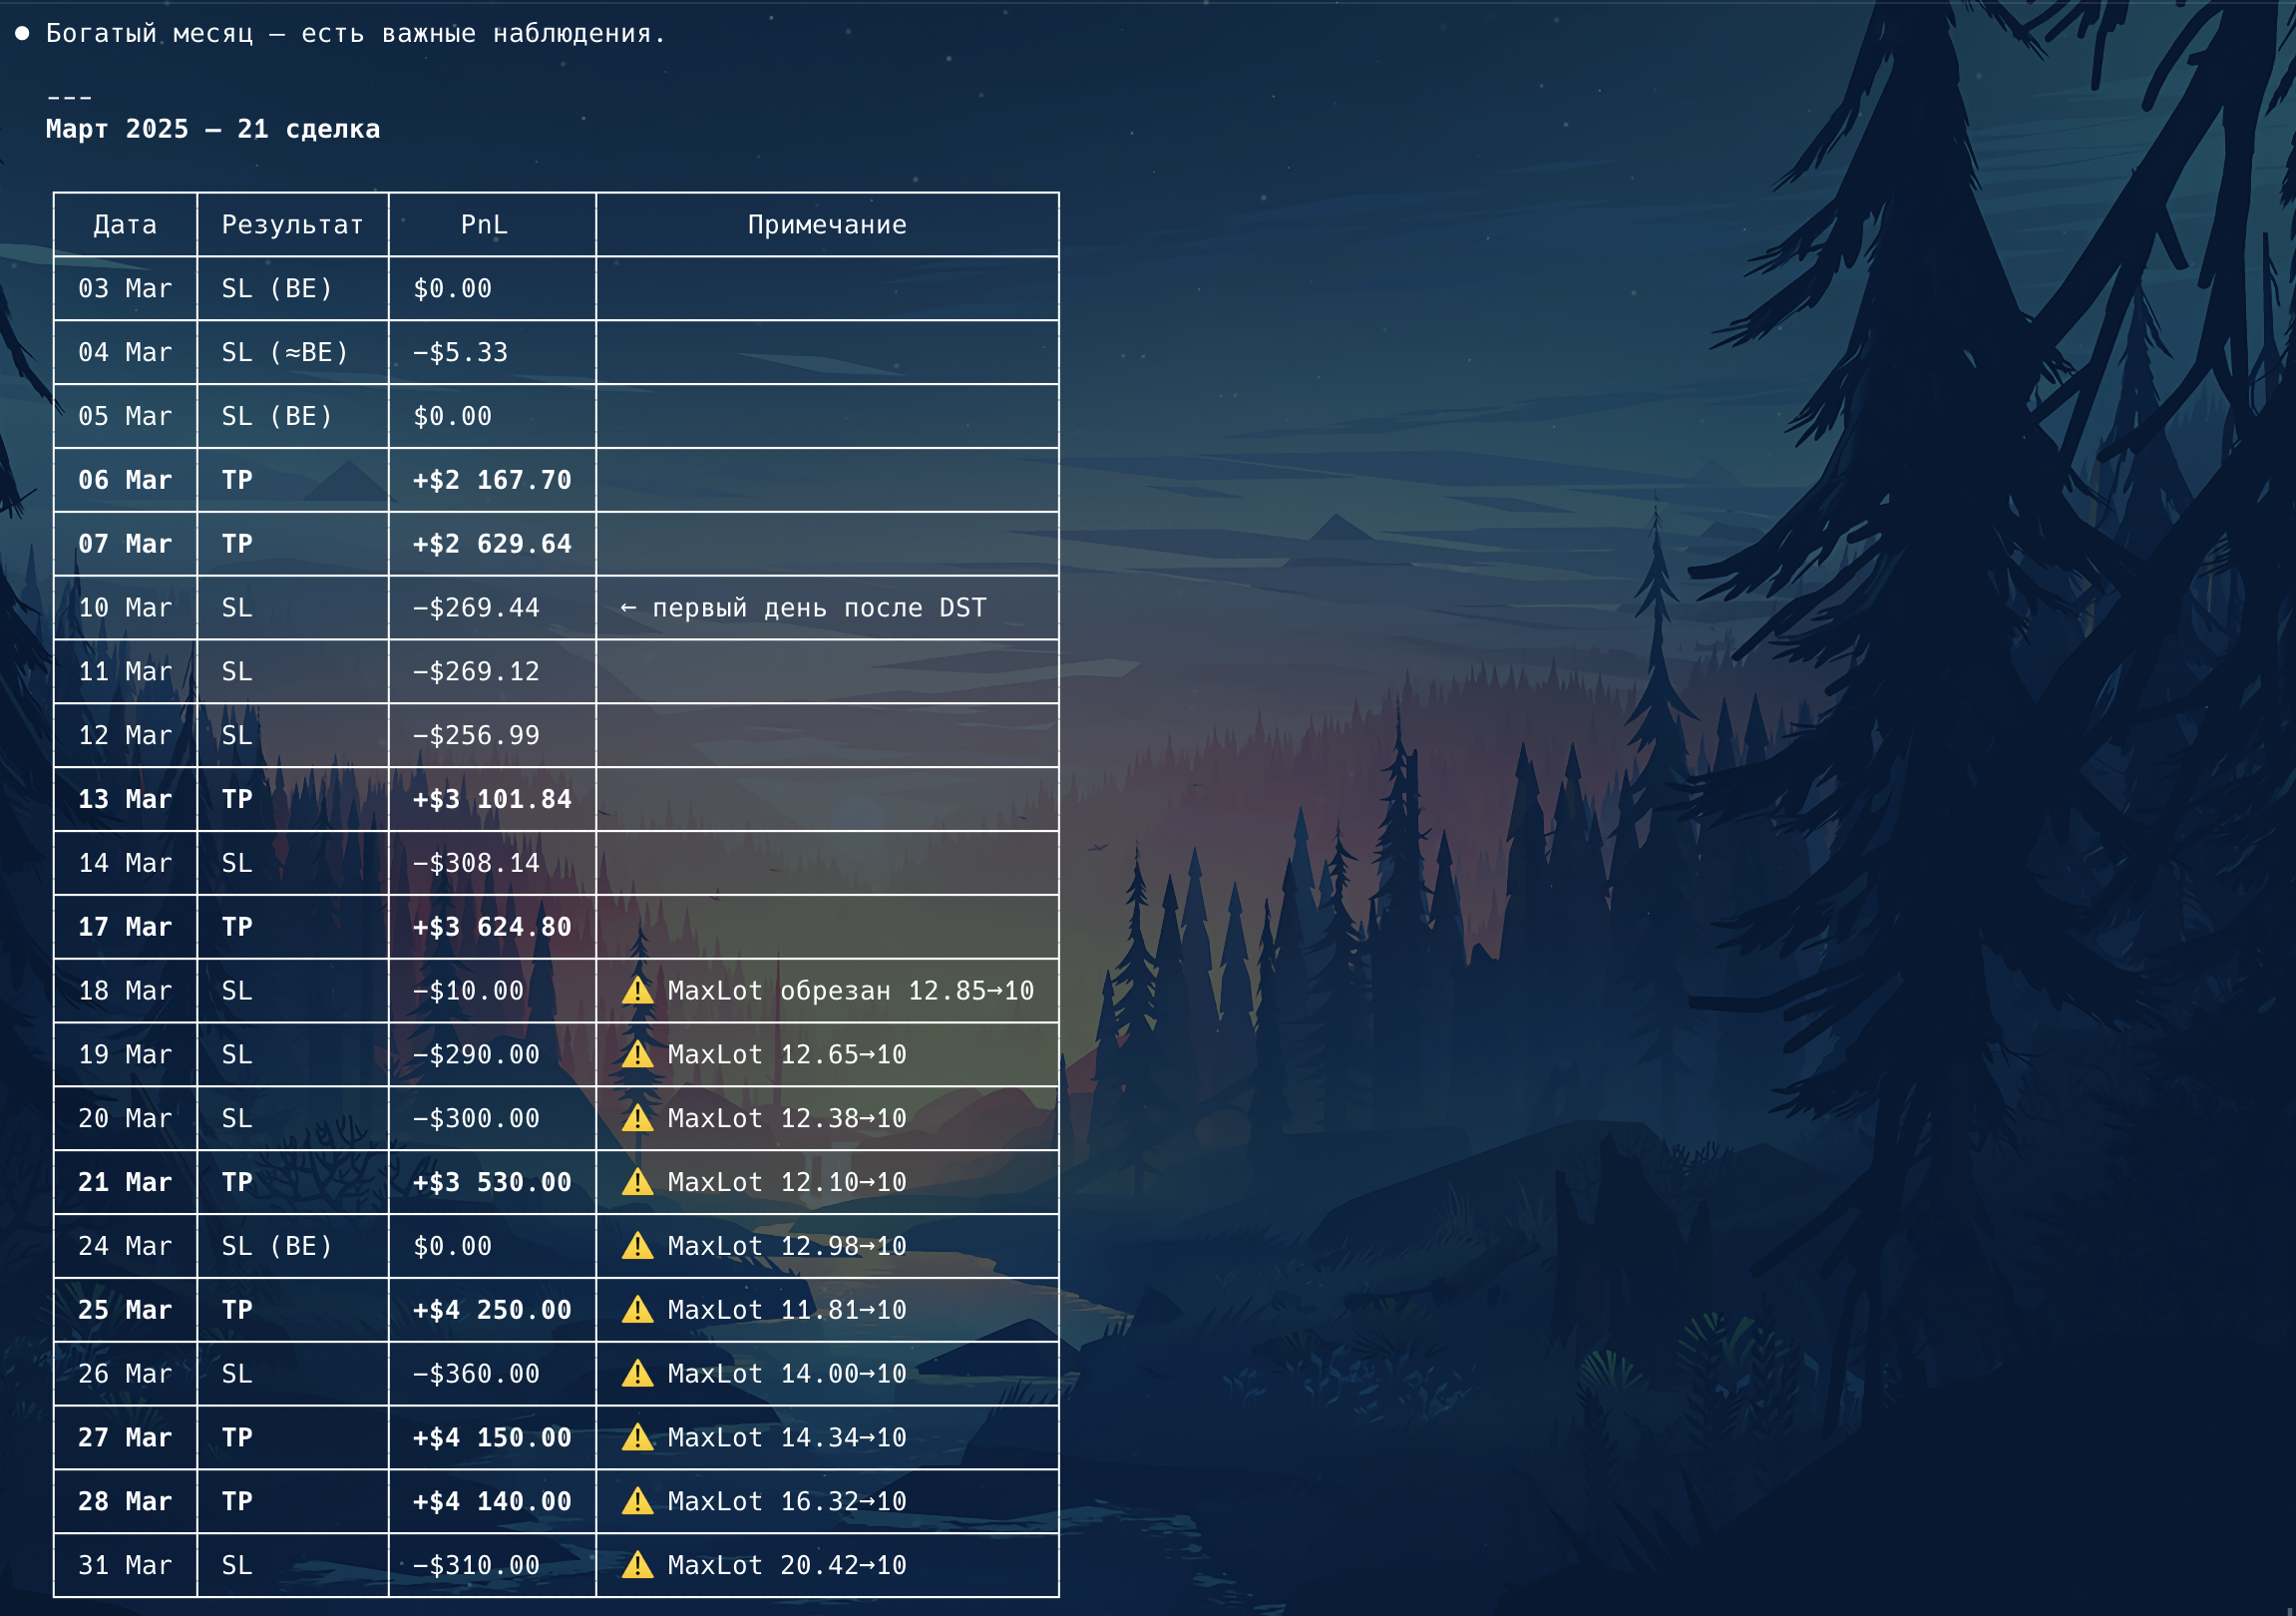 ● Богатый месяц — есть важные наблюдения.
---
Март 2025 — 21 сделка
Дата Результат PnL Примечание
03 Mar SL (BE) $0.00
04 Mar SL (≈BE) −$5.33
05 Mar SL (BE) $0.00
06 Mar TP +$2 167.70
07 Mar TP +$2 629.64
10 Mar SL −$269.44 ← первый день после DST
11 Mar SL −$269.12
12 Mar SL −$256.99
13 Mar TP +$3 101.84
14 Mar SL −$308.14
17 Mar TP +$3 624.80
18 Mar SL −$10.00 ⚠️ MaxLot обрезан 12.85→10
19 Mar SL −$290.00 ⚠️ MaxLot 12.65→10
20 Mar SL −$300.00 ⚠️ MaxLot 12.38→10
21 Mar TP +$3 530.00 ⚠️ MaxLot 12.10→10
24 Mar SL (BE) $0.00 ⚠️ MaxLot 12.98→10
25 Mar TP +$4 250.00 ⚠️ MaxLot 11.81→10
26 Mar SL −$360.00 ⚠️ MaxLot 14.00→10
27 Mar TP +$4 150.00 ⚠️ MaxLot 14.34→10
28 Mar TP +$4 140.00 ⚠️ MaxLot 16.32→10
31 Mar SL −$310.00 ⚠️ MaxLot 20.42→10